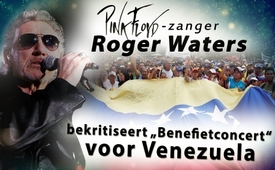 Pink Floyd-zanger
Roger Waters
bekritiseert „Benefietconcert“
voor Venezuela